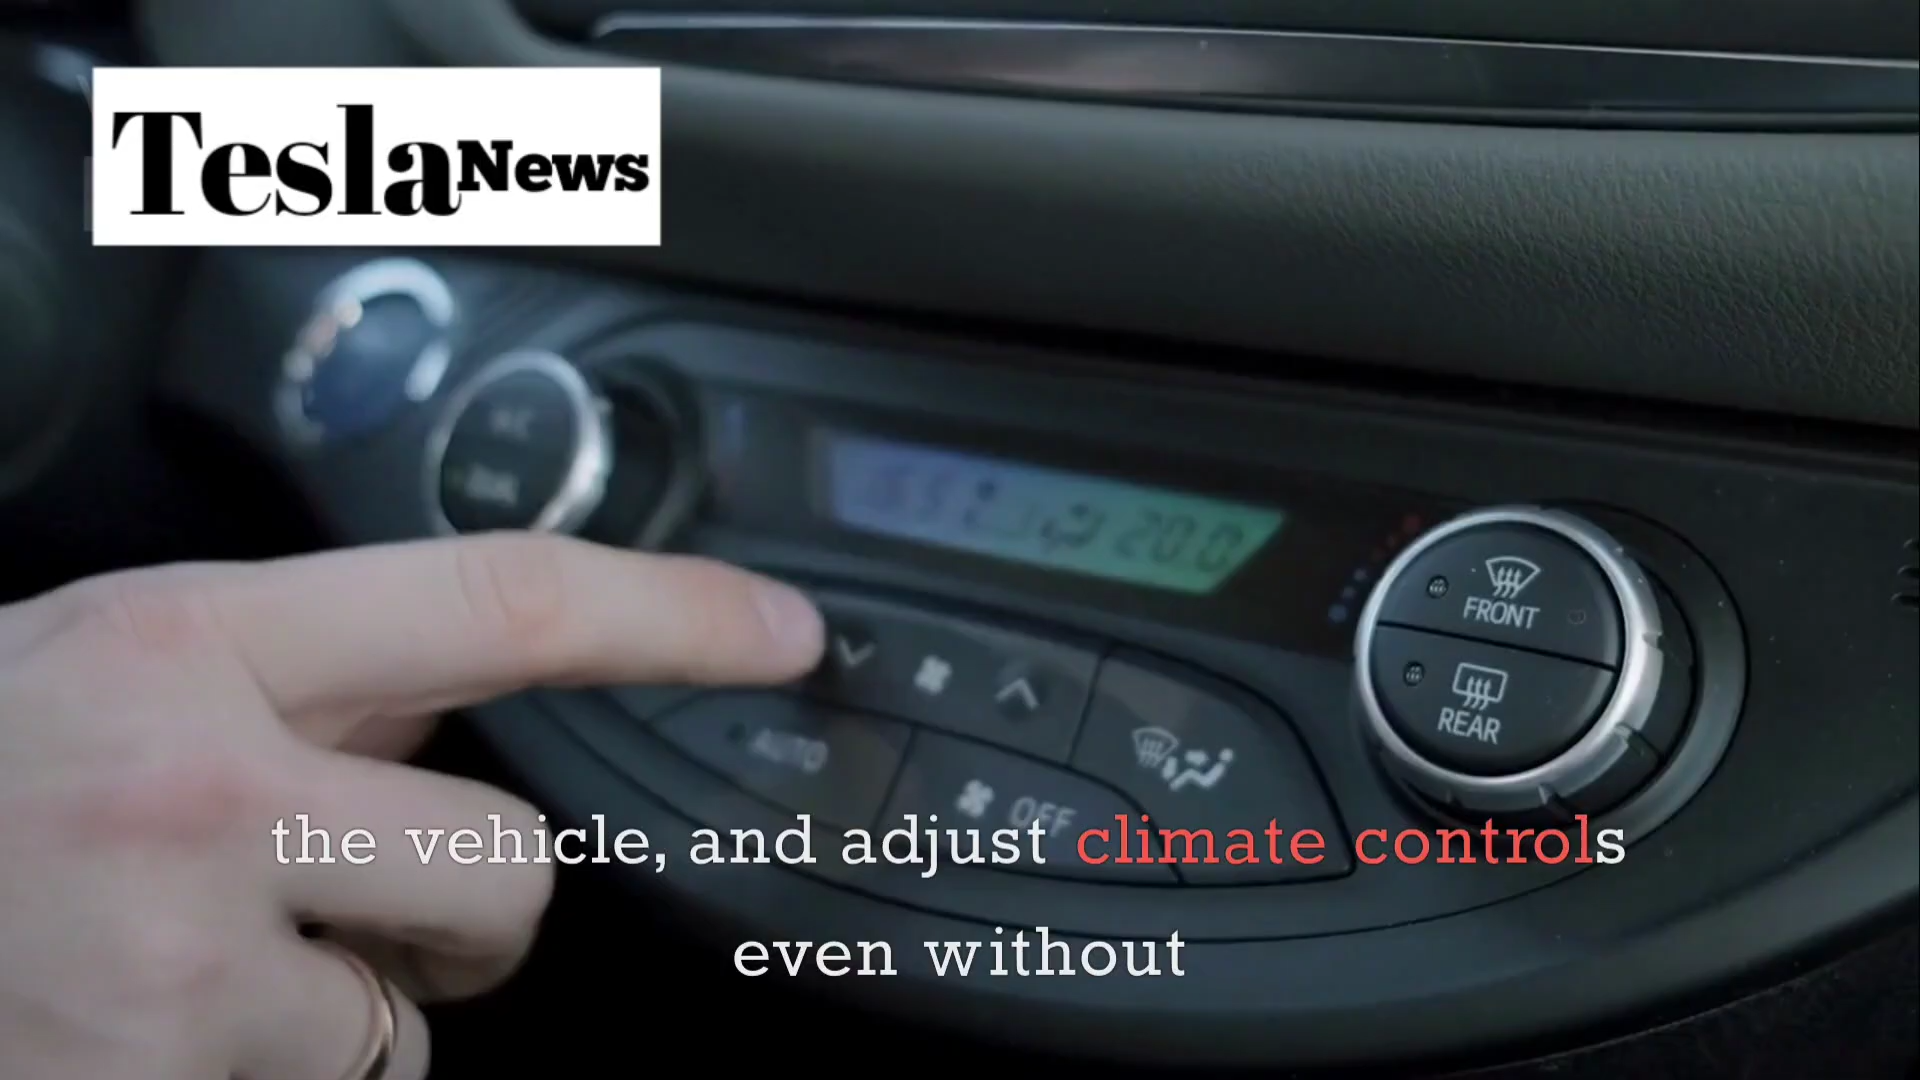 TeslaNews
20.0
FRONT
REAR
AUTO
OFF
the vehicle, and adjust climate controls
even without